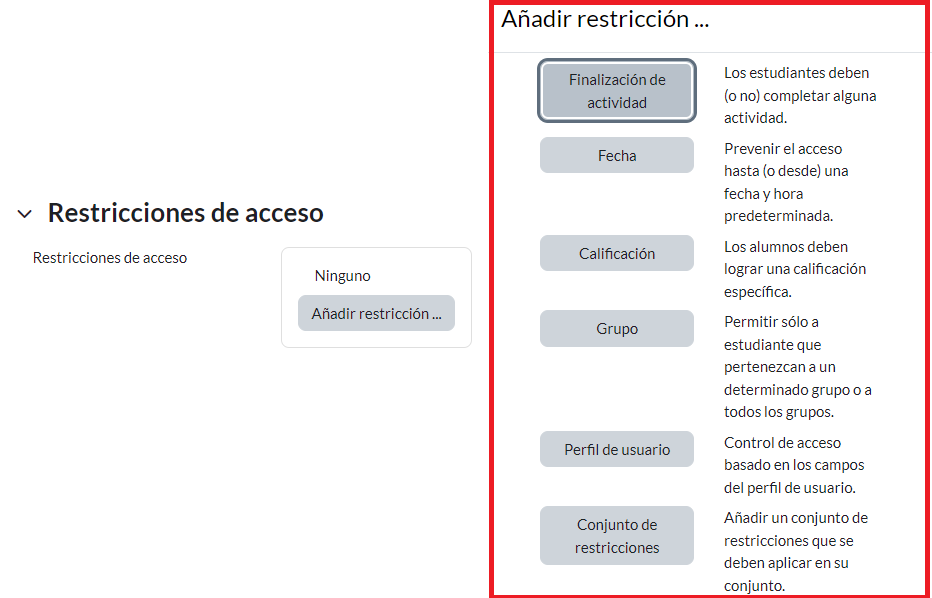 Restricciones de acceso
Restricciones de acceso
Ninguno
Añadir restricción ...
Añadir restricción ...
Finalización de
actividad
Los estudiantes deben
(o no) completar alguna
actividad.
Fecha
Prevenir el acceso
hasta (o desde) una
fecha y hora
predeterminada.
Calificación
Los alumnos deben
lograr una calificación
específica.
Grupo
Permitir sólo a
estudiante que
pertenezcan a un
determinado grupo o a
todos los grupos.
Perfil de usuario
Control de acceso
basado en los campos
del perfil de usuario.
Conjunto de
restricciones
Añadir un conjunto de
restricciones que se
deben aplicar en su
conjunto.